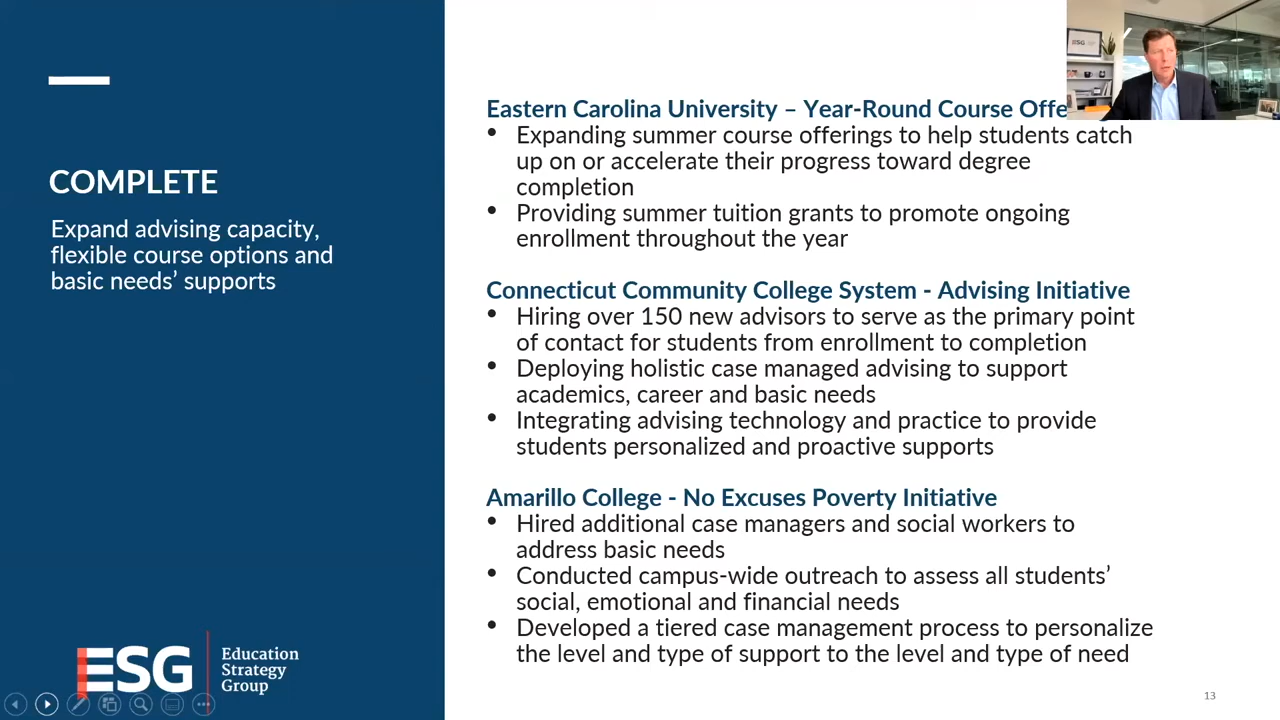 COMPLETE
Expand advising capacity,
flexible course options and
basic needs’ supports
Eastern Carolina University – Year-Round Course Offe
• Expanding summer course offerings to help students catch
up on or accelerate their progress toward degree
completion
• Providing summer tuition grants to promote ongoing
enrollment throughout the year
Connecticut Community College System - Advising Initiative
• Hiring over 150 new advisors to serve as the primary point
of contact for students from enrollment to completion
• Deploying holistic case managed advising to support
academics, career and basic needs
• Integrating advising technology and practice to provide
students personalized and proactive supports
Amarillo College - No Excuses Poverty Initiative
• Hired additional case managers and social workers to
address basic needs
• Conducted campus-wide outreach to assess all students’
social, emotional and financial needs
• Developed a tiered case management process to personalize
the level and type of support to the level and type of need
ESG
Education
Strategy
Group
13
ESG